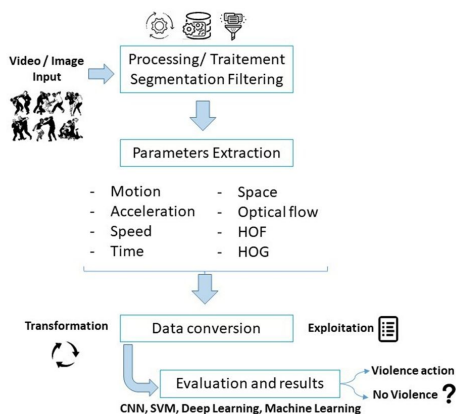 Video / Image
Input
Processing/ Traitement
Segmentation Filtering
Parameters Extraction
- Motion
- Acceleration
- Speed
- Time
- Space
- Optical flow
- HOF
- HOG
Transformation
Data conversion
Exploitation
Evaluation and results
Violence action
No Violence ?
CNN, SVM, Deep Learning, Machine Learning